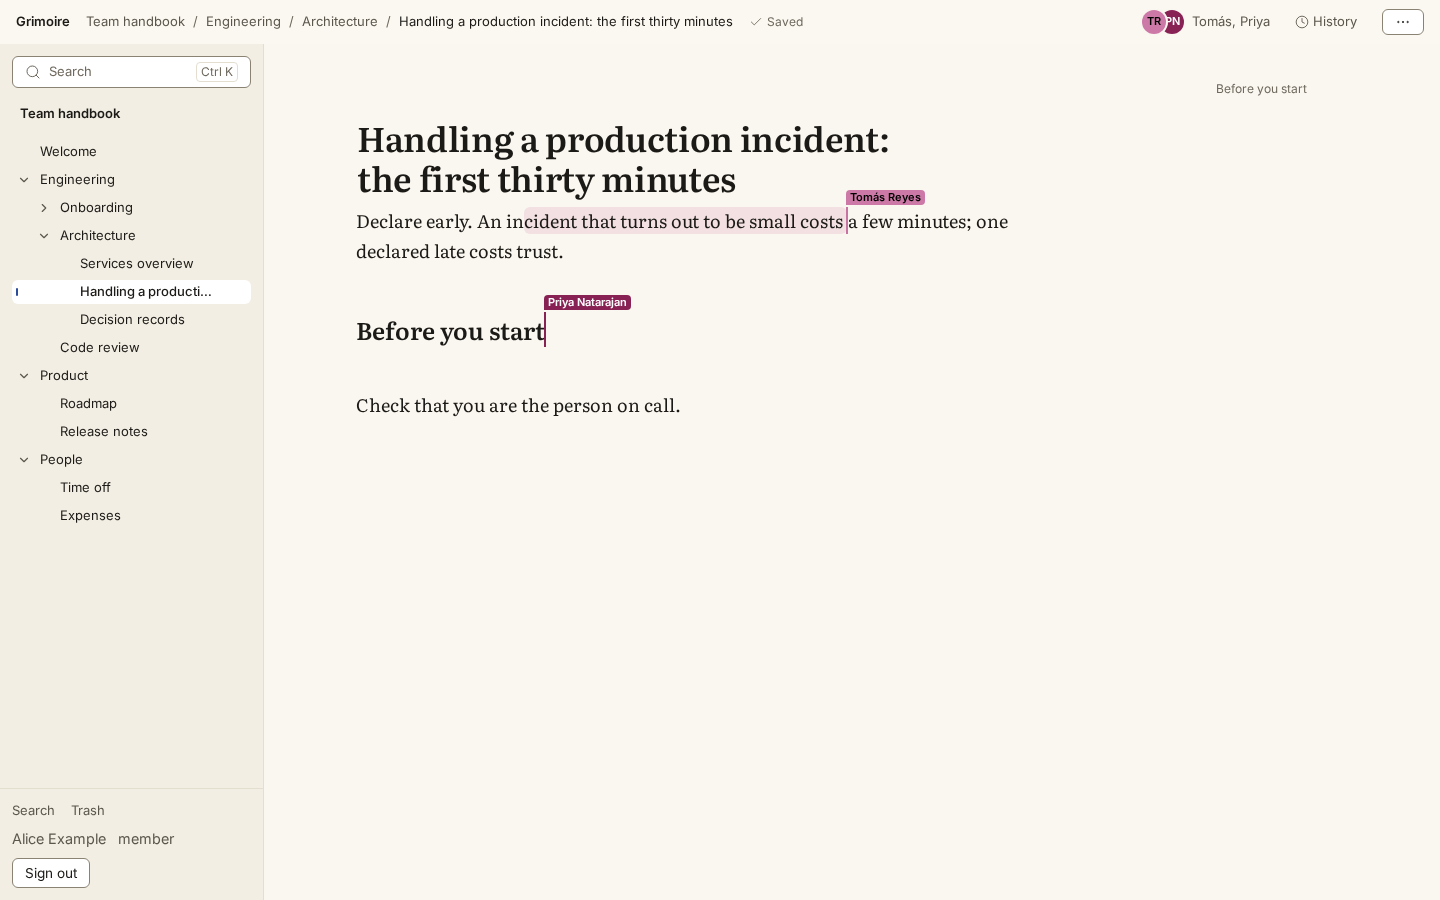 Grimoire Team handbook / Engineering / Architecture / Handling a production incident: the first thirty minutes Saved TR PN Tomás, Priya History ...
Search Ctrl K
Team handbook
Welcome
Engineering
Onboarding
Architecture
Services overview
Handling a producti...
Decision records
Code review
Product
Roadmap
Release notes
People
Time off
Expenses
Search Trash
Alice Example member
Sign out
Handling a production incident:
the first thirty minutes
Tomás Reyes
Declare early. An incident that turns out to be small costs a few minutes; one
declared late costs trust.
Priya Natarajan
Before you start
Check that you are the person on call.
Before you start